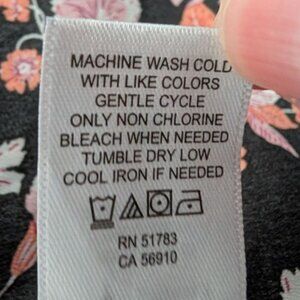 MACHINE WASH COLD
WITH LIKE COLORS
GENTLE CYCLE
ONLY NON CHLORINE
BLEACH WHEN NEEDED
TUMBLE DRY LOW
COOL IRON IF NEEDED
RN 51783
CA 56910